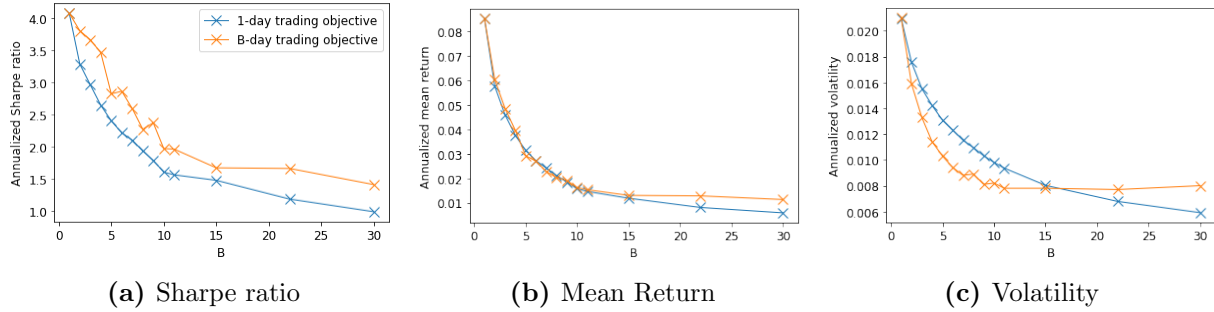 4.0
3.5
3.0
2.5
2.0
1.5
1.0
Annualized Sharpe ratio
1-day trading objective
B-day trading objective
0 5 10 15 20 25 30
B
(a) Sharpe ratio
0.08
0.07
0.06
0.05
0.04
0.03
0.02
0.01
Annualized mean return
0 5 10 15 20 25 30
B
(b) Mean Return
0.020
0.018
0.016
0.014
0.012
0.010
0.008
0.006
Annualized volatility
0 5 10 15 20 25 30
B
(c) Volatility